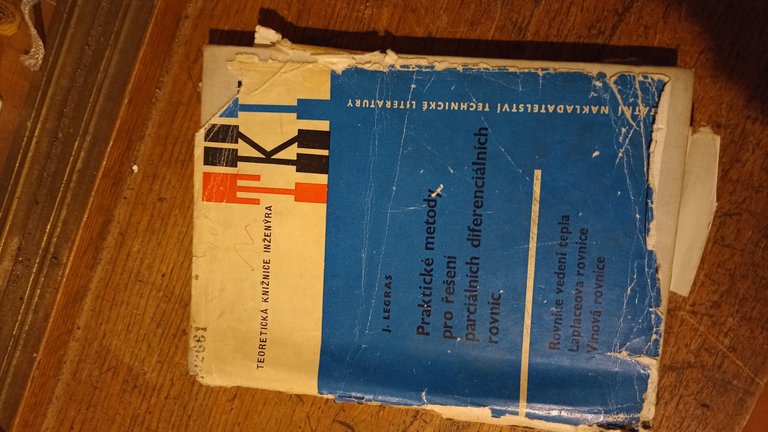 TEORETICKÁ KNIŽNICE INŽENÝRA
J. LEGRAS
Praktické metody
pro řešení
parciálních diferenciálních
rovnic
Rovnice vedení tepla
Laplaceova rovnice
Vlnová rovnice
NAKLADATELSTVÍ TECHNICKÉ LITERATURY